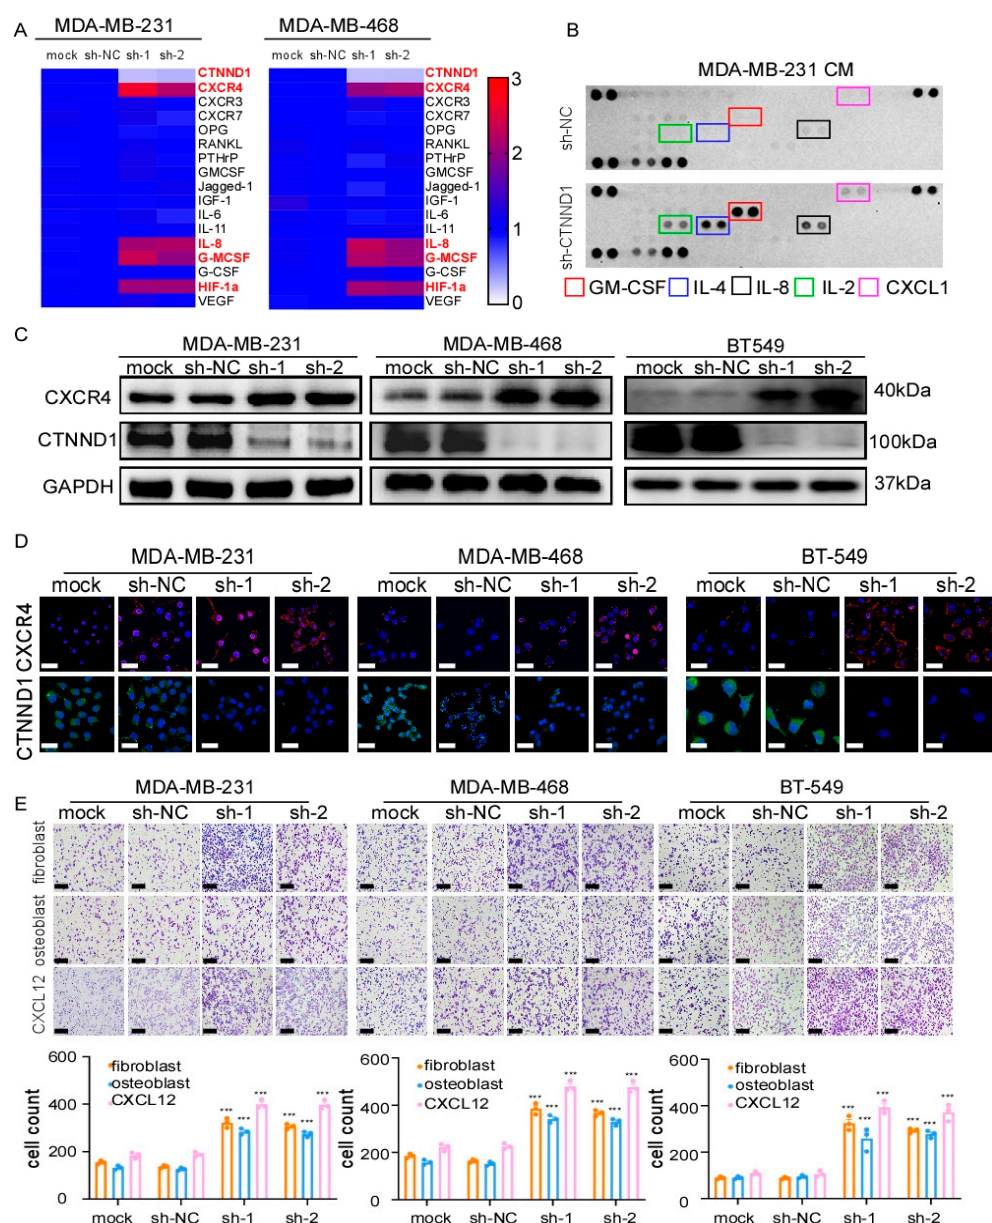 A
MDA-MB-231
MDA-MB-468
mock sh-NC sh-1 sh-2
mock sh-NC sh-1 sh-2
CTNND1
CXCR4
CXCR3
CXCR7
OPG
RANKL
PTHrP
GMCSF
Jagged-1
IGF-1
IL-6
IL-11
IL-8
G-MCSF
G-CSF
HIF-1a
VEGF
CTNND1
CXCR4
CXCR3
CXCR7
OPG
RANKL
PTHrP
GMCSF
Jagged-1
IGF-1
IL-6
IL-11
IL-8
G-MCSF
G-CSF
HIF-1a
VEGF
3
2
1
0
B
MDA-MB-231 CM
sh-NC
sh-CTNND1
GM-CSF IL-4 IL-8 IL-2 CXCL1
C
MDA-MB-231 MDA-MB-468 BT549
mock sh-NC sh-1 sh-2 mock sh-NC sh-1 sh-2 mock sh-NC sh-1 sh-2
CXCR4 40kDa
CTNND1 100kDa
GAPDH 37kDa
D
MDA-MB-231 MDA-MB-468 BT-549
mock sh-NC sh-1 sh-2 mock sh-NC sh-1 sh-2 mock sh-NC sh-1 sh-2
CXCR4
CTNND1
E
MDA-MB-231 MDA-MB-468 BT-549
mock sh-NC sh-1 sh-2 mock sh-NC sh-1 sh-2 mock sh-NC sh-1 sh-2
fibroblast
osteoblast
CXCL12
cell count
600
400
200
0
fibroblast
osteoblast
CXCL12
*** *** *** *** *** ***
mock sh-NC sh-1 sh-2
cell count
600
400
200
0
fibroblast
osteoblast
CXCL12
*** *** *** *** *** ***
mock sh-NC sh-1 sh-2
cell count
600
400
200
0
fibroblast
osteoblast
CXCL12
*** *** *** *** *** ***
mock sh-NC sh-1 sh-2